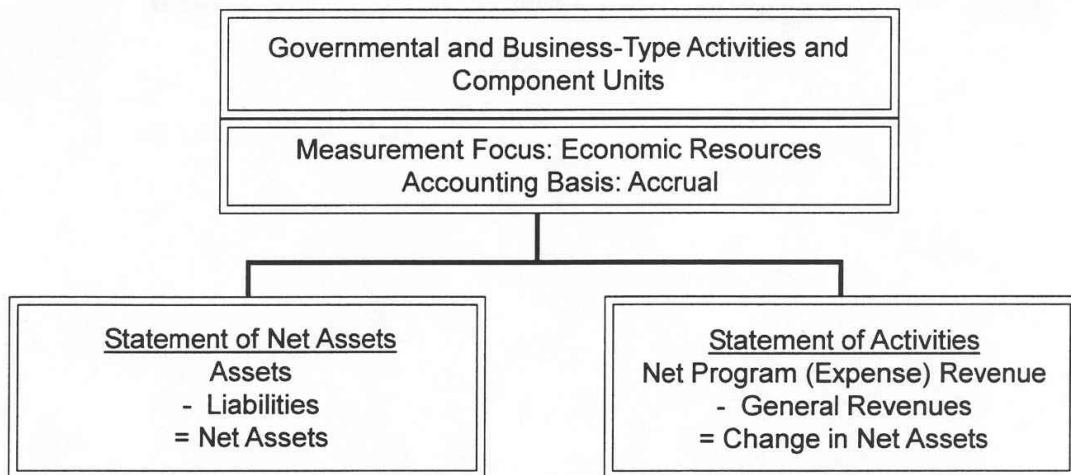 Governmental and Business-Type Activities and
Component Units
Measurement Focus: Economic Resources
Accounting Basis: Accrual
Statement of Net Assets
Assets
- Liabilities
= Net Assets
Statement of Activities
Net Program (Expense) Revenue
- General Revenues
= Change in Net Assets